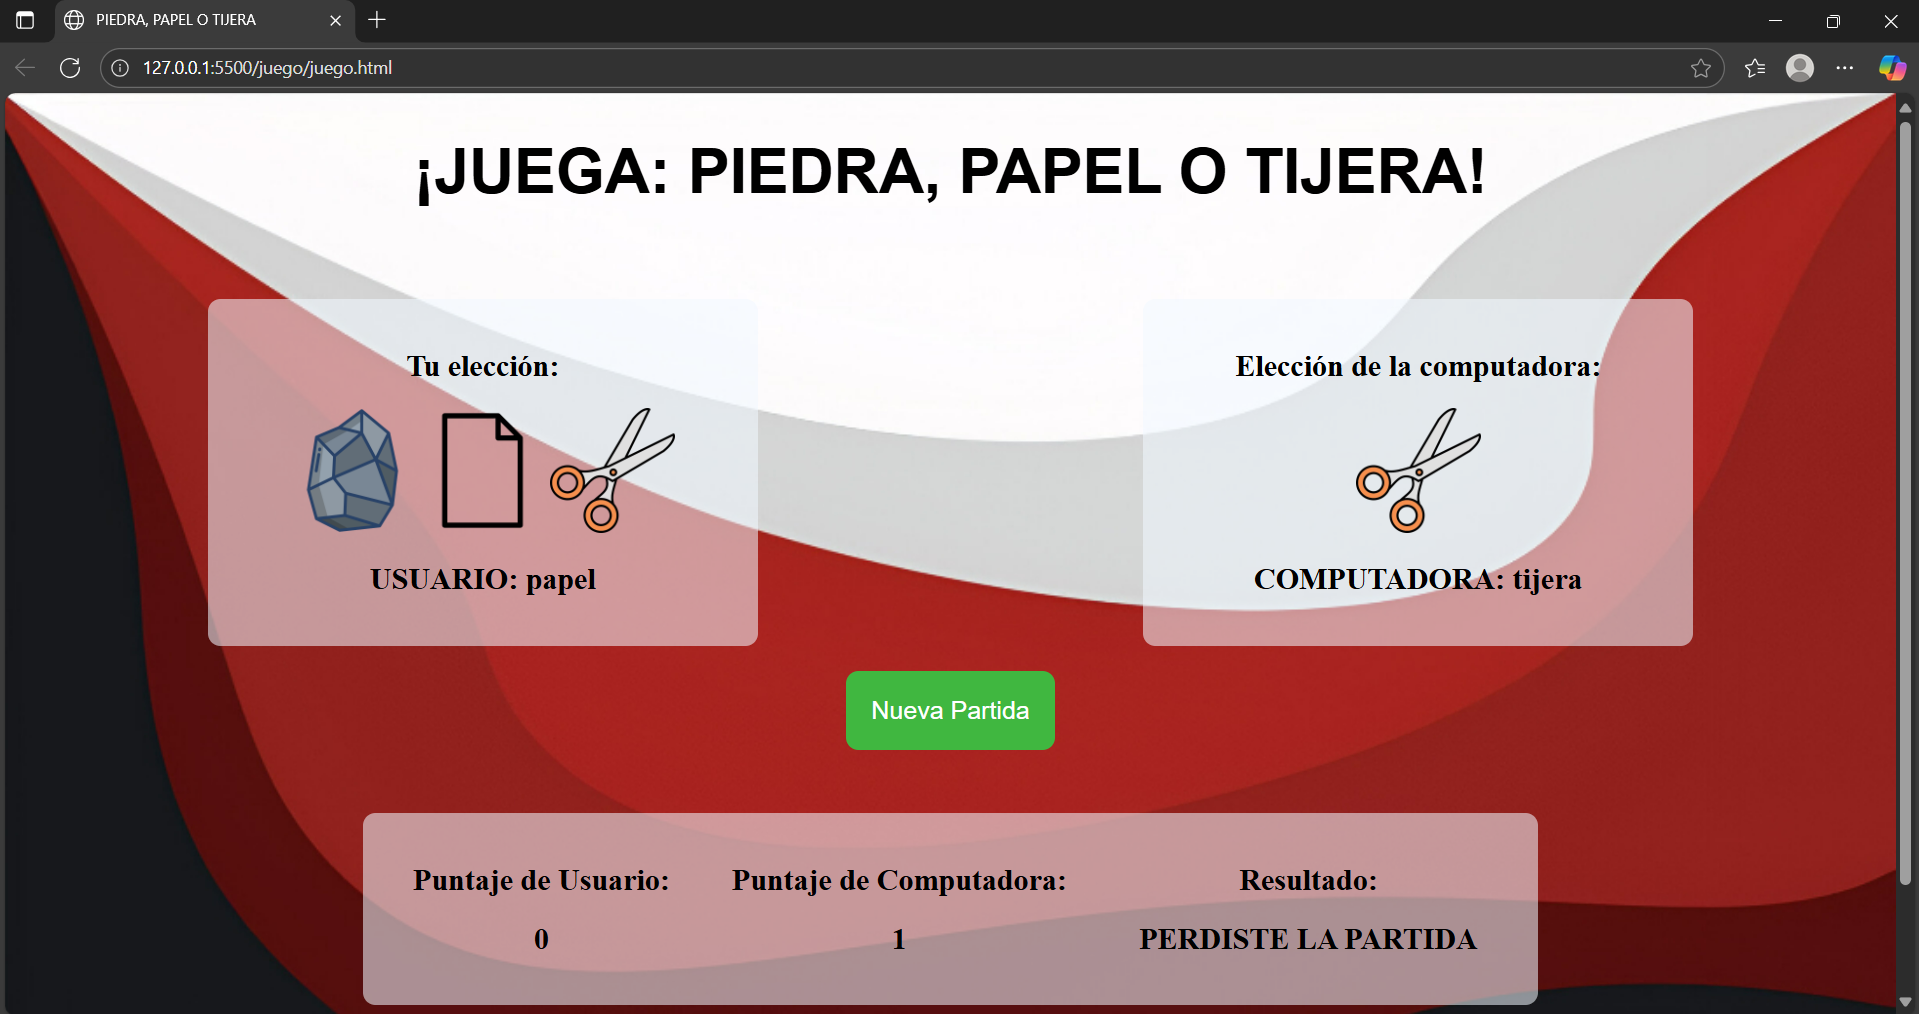 PIEDRA, PAPEL O TIJERA
127.0.0.1:5500/juego/juego.html
¡JUEGA: PIEDRA, PAPEL O TIJERA!
Tu elección:
USUARIO: papel
Elección de la computadora:
COMPUTADORA: tijera
Nueva Partida
Puntaje de Usuario:
0
Puntaje de Computadora:
1
Resultado:
PERDISTE LA PARTIDA